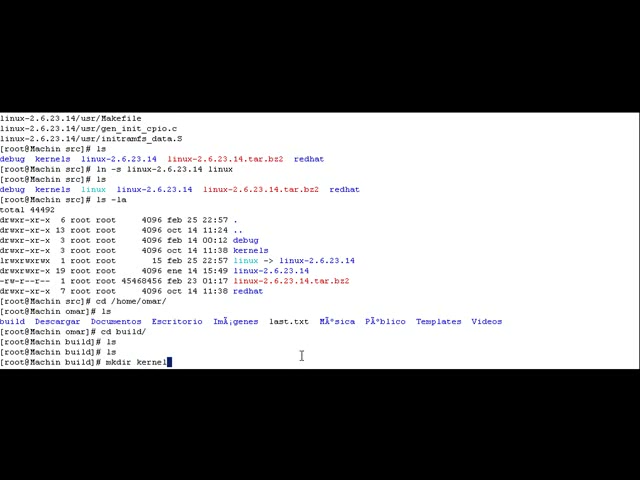 linux-2.6.23.14/usr/Makefile
linux-2.6.23.14/usr/gen_init_cpio.c
linux-2.6.23.14/usr/initramfs_data.S
[root@Machin src]# ls
debug  kernels  linux-2.6.23.14  linux-2.6.23.14.tar.bz2  redhat
[root@Machin src]# ln -s linux-2.6.23.14 linux
[root@Machin src]# ls
debug  kernels  linux  linux-2.6.23.14  linux-2.6.23.14.tar.bz2  redhat
[root@Machin src]# ls -la
total 44492
drwxr-xr-x  6 root root     4096 feb 25 22:57 .
drwxr-xr-x 13 root root     4096 oct 14 11:24 ..
drwxr-xr-x  3 root root     4096 feb 14 00:12 debug
drwxr-xr-x  3 root root     4096 oct 14 11:38 kernels
lrwxrwxrwx  1 root root       15 feb 25 22:57 linux -> linux-2.6.23.14
drwxrwxr-x 19 root root     4096 ene 14 15:49 linux-2.6.23.14
-rw-r--r--  1 root root 45468456 feb 23 01:17 linux-2.6.23.14.tar.bz2
drwxr-xr-x  7 root root     4096 oct 14 11:38 redhat
[root@Machin src]# cd /home/omar/
[root@Machin omar]# ls
build  Descargar  Documentos  Escritorio  ImÃ¡genes  last.txt  MÃºsica  PÃºblico  Templates  Videos
[root@Machin omar]# cd build/
[root@Machin build]# ls
[root@Machin build]# ls
[root@Machin build]# mkdir kernel